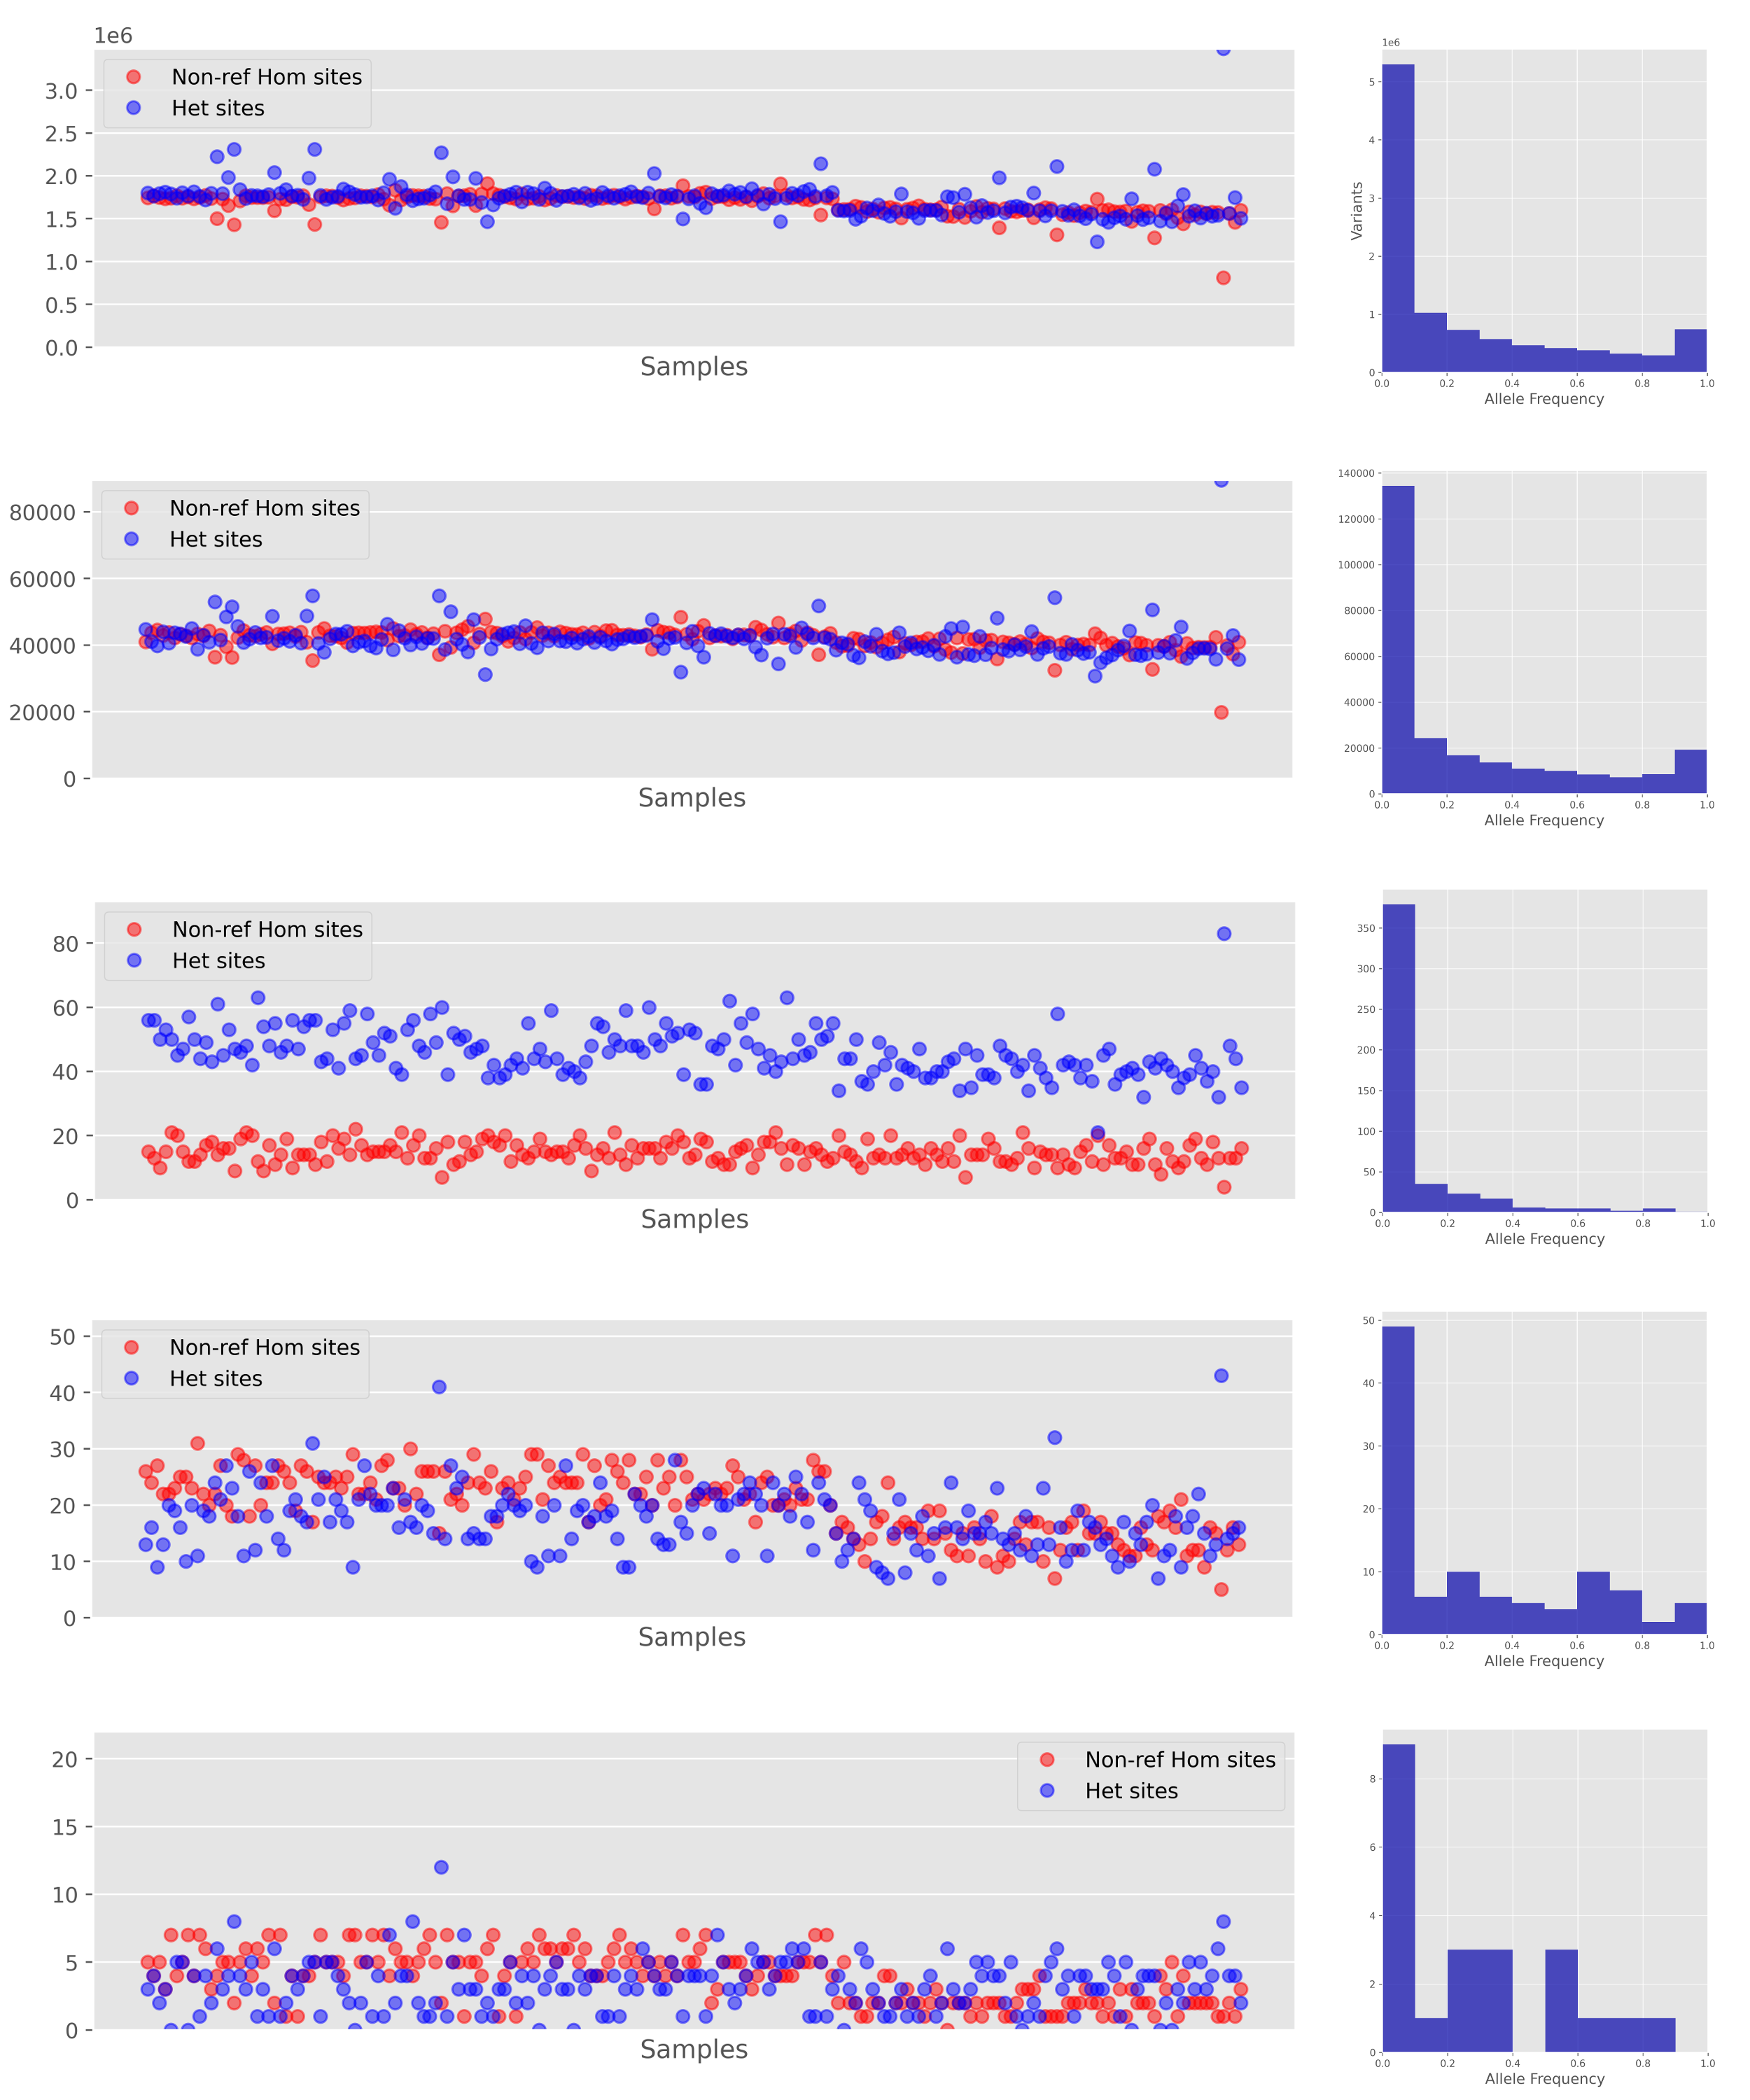 1e6
Non-ref Hom sites
Het sites
3.0
2.5
2.0
1.5
1.0
0.5
0.0
Samples
1e6
Variants
5
4
3
2
1
0
0.0 0.2 0.4 0.6 0.8 1.0
Allele Frequency
Non-ref Hom sites
Het sites
80000
60000
40000
20000
0
Samples
140000
120000
100000
80000
60000
40000
20000
0
0.0 0.2 0.4 0.6 0.8 1.0
Allele Frequency
Non-ref Hom sites
Het sites
80
60
40
20
0
Samples
350
300
250
200
150
100
50
0
0.0 0.2 0.4 0.6 0.8 1.0
Allele Frequency
Non-ref Hom sites
Het sites
50
40
30
20
10
0
Samples
50
40
30
20
10
0
0.0 0.2 0.4 0.6 0.8 1.0
Allele Frequency
Non-ref Hom sites
Het sites
20
15
10
5
0
Samples
8
6
4
2
0
0.0 0.2 0.4 0.6 0.8 1.0
Allele Frequency